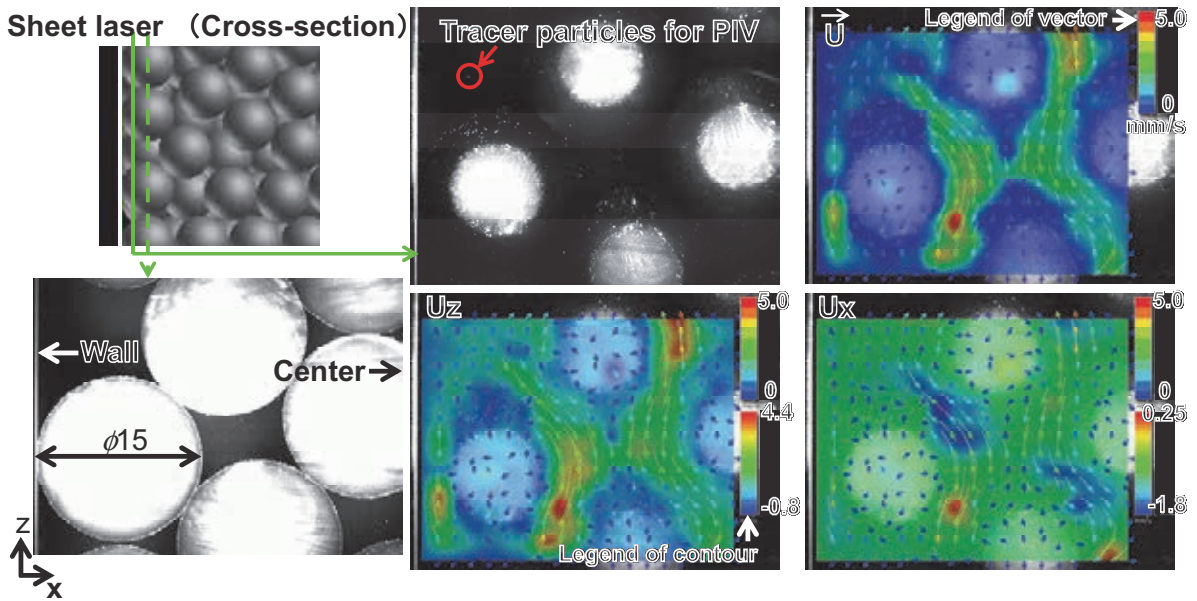 Sheet laser （Cross-section）
Tracer particles for PIV
U
Legend of vector
5.0
0
mm/s
Wall
Center
ϕ15
z
x
Uz
5.0
0
4.4
-0.8
Legend of contour
Ux
5.0
0
0.25
-1.8